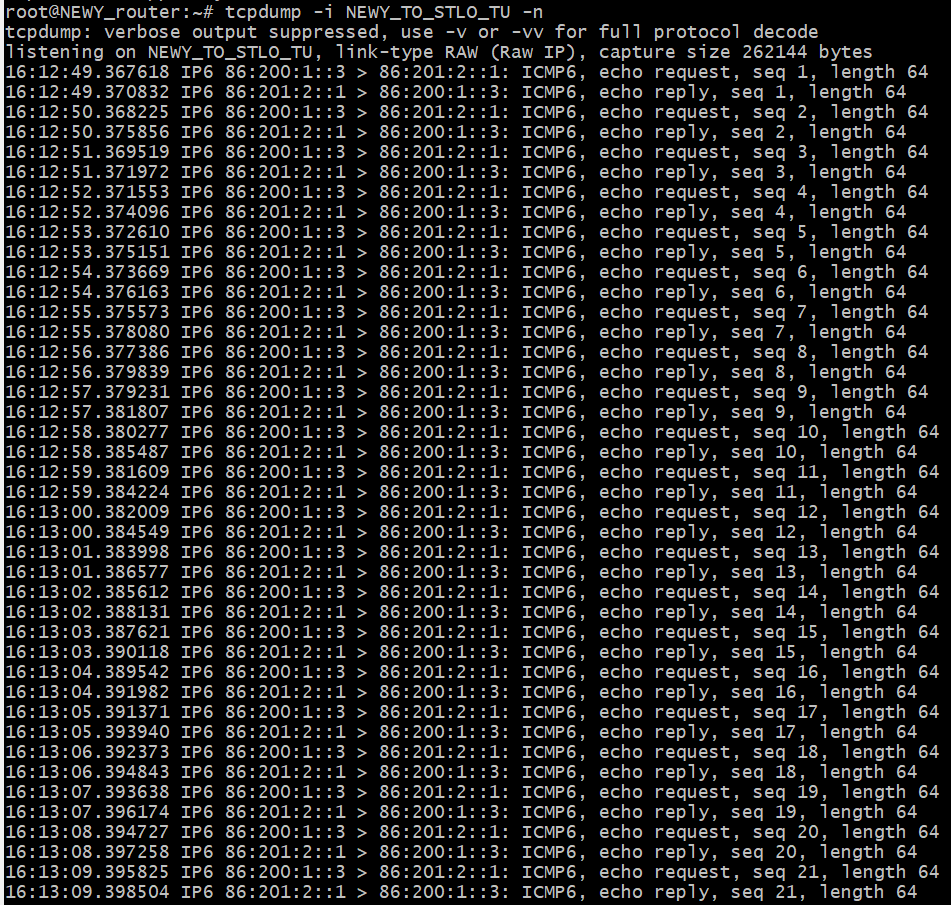 root@NEWY_router:~# tcpdump -i NEWY_TO_STLO_TU -n
tcpdump: verbose output suppressed, use -v or -vv for full protocol decode
listening on NEWY_TO_STLO_TU, link-type RAW (Raw IP), capture size 262144 bytes
16:12:49.367618 IP6 86:200:1::3 > 86:201:2::1: ICMP6, echo request, seq 1, length 64
16:12:49.370832 IP6 86:201:2::1 > 86:200:1::3: ICMP6, echo reply, seq 1, length 64
16:12:50.368225 IP6 86:200:1::3 > 86:201:2::1: ICMP6, echo request, seq 2, length 64
16:12:50.375856 IP6 86:201:2::1 > 86:200:1::3: ICMP6, echo reply, seq 2, length 64
16:12:51.369519 IP6 86:200:1::3 > 86:201:2::1: ICMP6, echo request, seq 3, length 64
16:12:51.371972 IP6 86:201:2::1 > 86:200:1::3: ICMP6, echo reply, seq 3, length 64
16:12:52.371553 IP6 86:200:1::3 > 86:201:2::1: ICMP6, echo request, seq 4, length 64
16:12:52.374096 IP6 86:201:2::1 > 86:200:1::3: ICMP6, echo reply, seq 4, length 64
16:12:53.372610 IP6 86:200:1::3 > 86:201:2::1: ICMP6, echo request, seq 5, length 64
16:12:53.375151 IP6 86:201:2::1 > 86:200:1::3: ICMP6, echo reply, seq 5, length 64
16:12:54.373669 IP6 86:200:1::3 > 86:201:2::1: ICMP6, echo request, seq 6, length 64
16:12:54.376163 IP6 86:201:2::1 > 86:200:1::3: ICMP6, echo reply, seq 6, length 64
16:12:55.375573 IP6 86:200:1::3 > 86:201:2::1: ICMP6, echo request, seq 7, length 64
16:12:55.378080 IP6 86:201:2::1 > 86:200:1::3: ICMP6, echo reply, seq 7, length 64
16:12:56.377386 IP6 86:200:1::3 > 86:201:2::1: ICMP6, echo request, seq 8, length 64
16:12:56.379839 IP6 86:201:2::1 > 86:200:1::3: ICMP6, echo reply, seq 8, length 64
16:12:57.379231 IP6 86:200:1::3 > 86:201:2::1: ICMP6, echo request, seq 9, length 64
16:12:57.381807 IP6 86:201:2::1 > 86:200:1::3: ICMP6, echo reply, seq 9, length 64
16:12:58.380277 IP6 86:200:1::3 > 86:201:2::1: ICMP6, echo request, seq 10, length 64
16:12:58.385487 IP6 86:201:2::1 > 86:200:1::3: ICMP6, echo reply, seq 10, length 64
16:12:59.381609 IP6 86:200:1::3 > 86:201:2::1: ICMP6, echo request, seq 11, length 64
16:12:59.384224 IP6 86:201:2::1 > 86:200:1::3: ICMP6, echo reply, seq 11, length 64
16:13:00.382009 IP6 86:200:1::3 > 86:201:2::1: ICMP6, echo request, seq 12, length 64
16:13:00.384549 IP6 86:201:2::1 > 86:200:1::3: ICMP6, echo reply, seq 12, length 64
16:13:01.383998 IP6 86:200:1::3 > 86:201:2::1: ICMP6, echo request, seq 13, length 64
16:13:01.386577 IP6 86:201:2::1 > 86:200:1::3: ICMP6, echo reply, seq 13, length 64
16:13:02.385612 IP6 86:200:1::3 > 86:201:2::1: ICMP6, echo request, seq 14, length 64
16:13:02.388131 IP6 86:201:2::1 > 86:200:1::3: ICMP6, echo reply, seq 14, length 64
16:13:03.387621 IP6 86:200:1::3 > 86:201:2::1: ICMP6, echo request, seq 15, length 64
16:13:03.390118 IP6 86:201:2::1 > 86:200:1::3: ICMP6, echo reply, seq 15, length 64
16:13:04.389542 IP6 86:200:1::3 > 86:201:2::1: ICMP6, echo request, seq 16, length 64
16:13:04.391982 IP6 86:201:2::1 > 86:200:1::3: ICMP6, echo reply, seq 16, length 64
16:13:05.391371 IP6 86:200:1::3 > 86:201:2::1: ICMP6, echo request, seq 17, length 64
16:13:05.393940 IP6 86:201:2::1 > 86:200:1::3: ICMP6, echo reply, seq 17, length 64
16:13:06.392373 IP6 86:200:1::3 > 86:201:2::1: ICMP6, echo request, seq 18, length 64
16:13:06.394843 IP6 86:201:2::1 > 86:200:1::3: ICMP6, echo reply, seq 18, length 64
16:13:07.393638 IP6 86:200:1::3 > 86:201:2::1: ICMP6, echo request, seq 19, length 64
16:13:07.396174 IP6 86:201:2::1 > 86:200:1::3: ICMP6, echo reply, seq 19, length 64
16:13:08.394727 IP6 86:200:1::3 > 86:201:2::1: ICMP6, echo request, seq 20, length 64
16:13:08.397258 IP6 86:201:2::1 > 86:200:1::3: ICMP6, echo reply, seq 20, length 64
16:13:09.395825 IP6 86:200:1::3 > 86:201:2::1: ICMP6, echo request, seq 21, length 64
16:13:09.398504 IP6 86:201:2::1 > 86:200:1::3: ICMP6, echo reply, seq 21, length 64